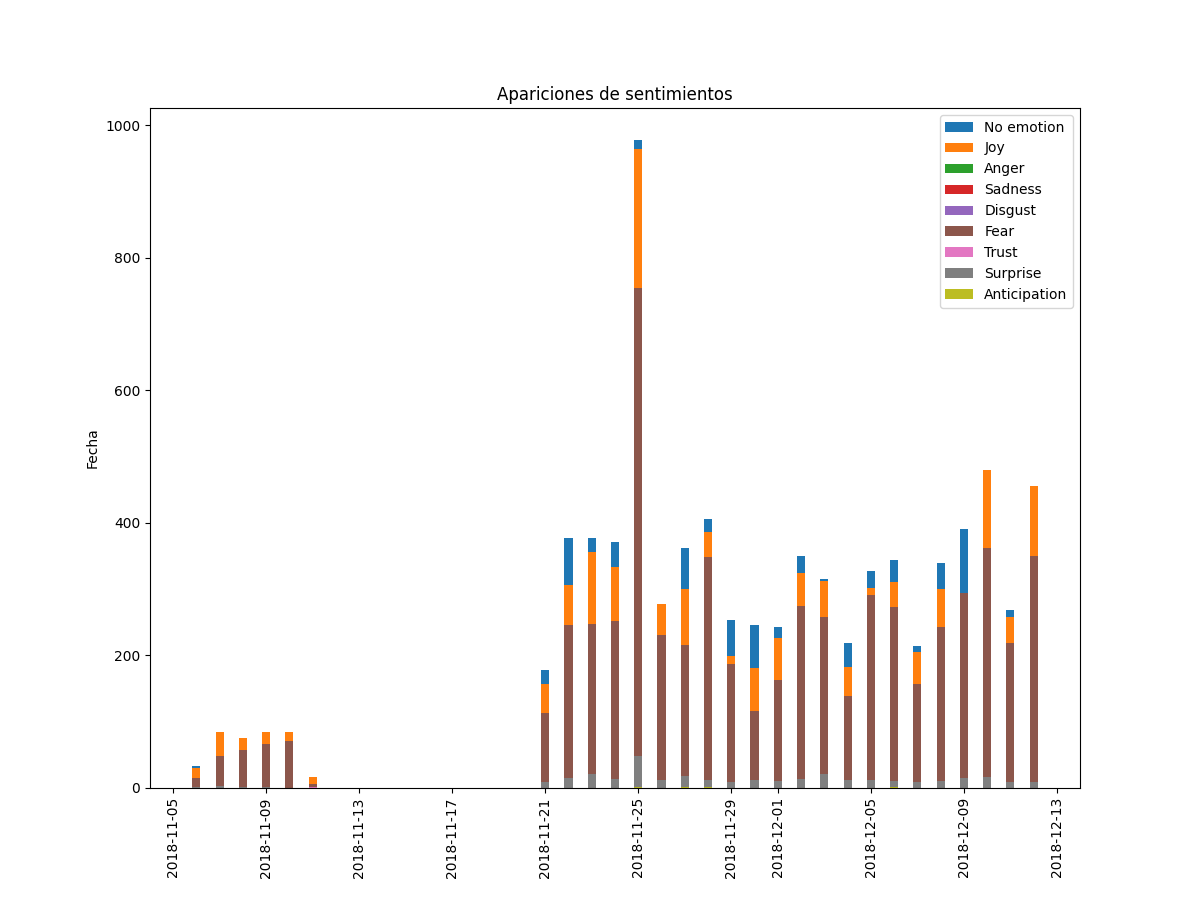 Apariciones de sentimientos
No emotion
Joy
Anger
Sadness
Disgust
Fear
Trust
Surprise
Anticipation
Fecha
1000
800
600
400
200
0
2018-11-05
2018-11-09
2018-11-13
2018-11-17
2018-11-21
2018-11-25
2018-11-29
2018-12-01
2018-12-05
2018-12-09
2018-12-13